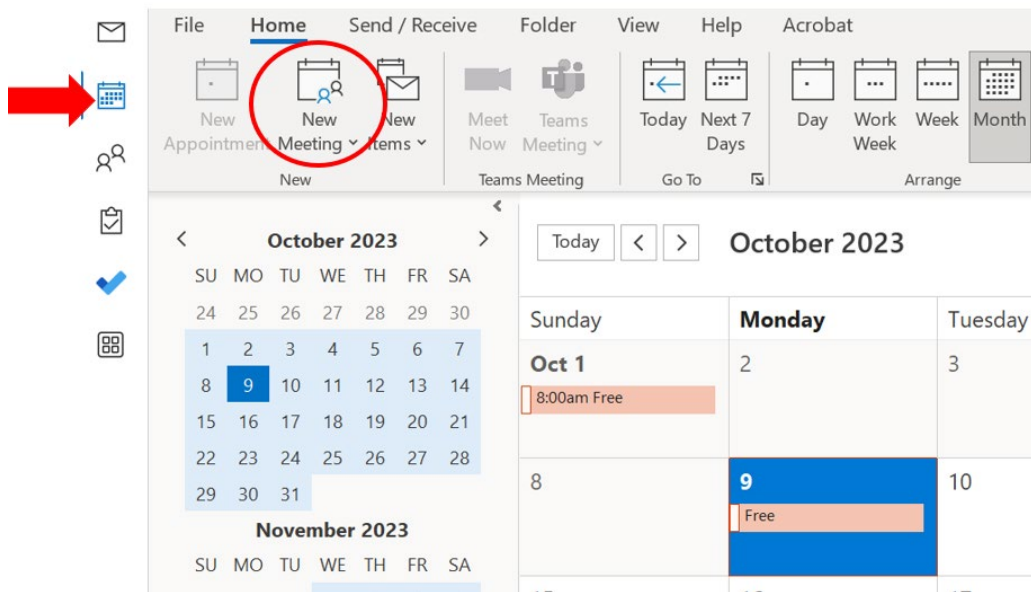 File Home Send / Receive Folder View Help Acrobat
New Appointment
New Meeting
New Items
Meet Now
Teams Meeting
Today
Next 7 Days
Day
Work Week
Week
Month
New
Teams Meeting
Go To
Arrange
October 2023
SU MO TU WE TH FR SA
24 25 26 27 28 29 30
1 2 3 4 5 6 7
8 9 10 11 12 13 14
15 16 17 18 19 20 21
22 23 24 25 26 27 28
29 30 31
November 2023
SU MO TU WE TH FR SA
Today < > October 2023
Sunday Monday Tuesday
Oct 1 2 3
8:00am Free
8 9 10
Free